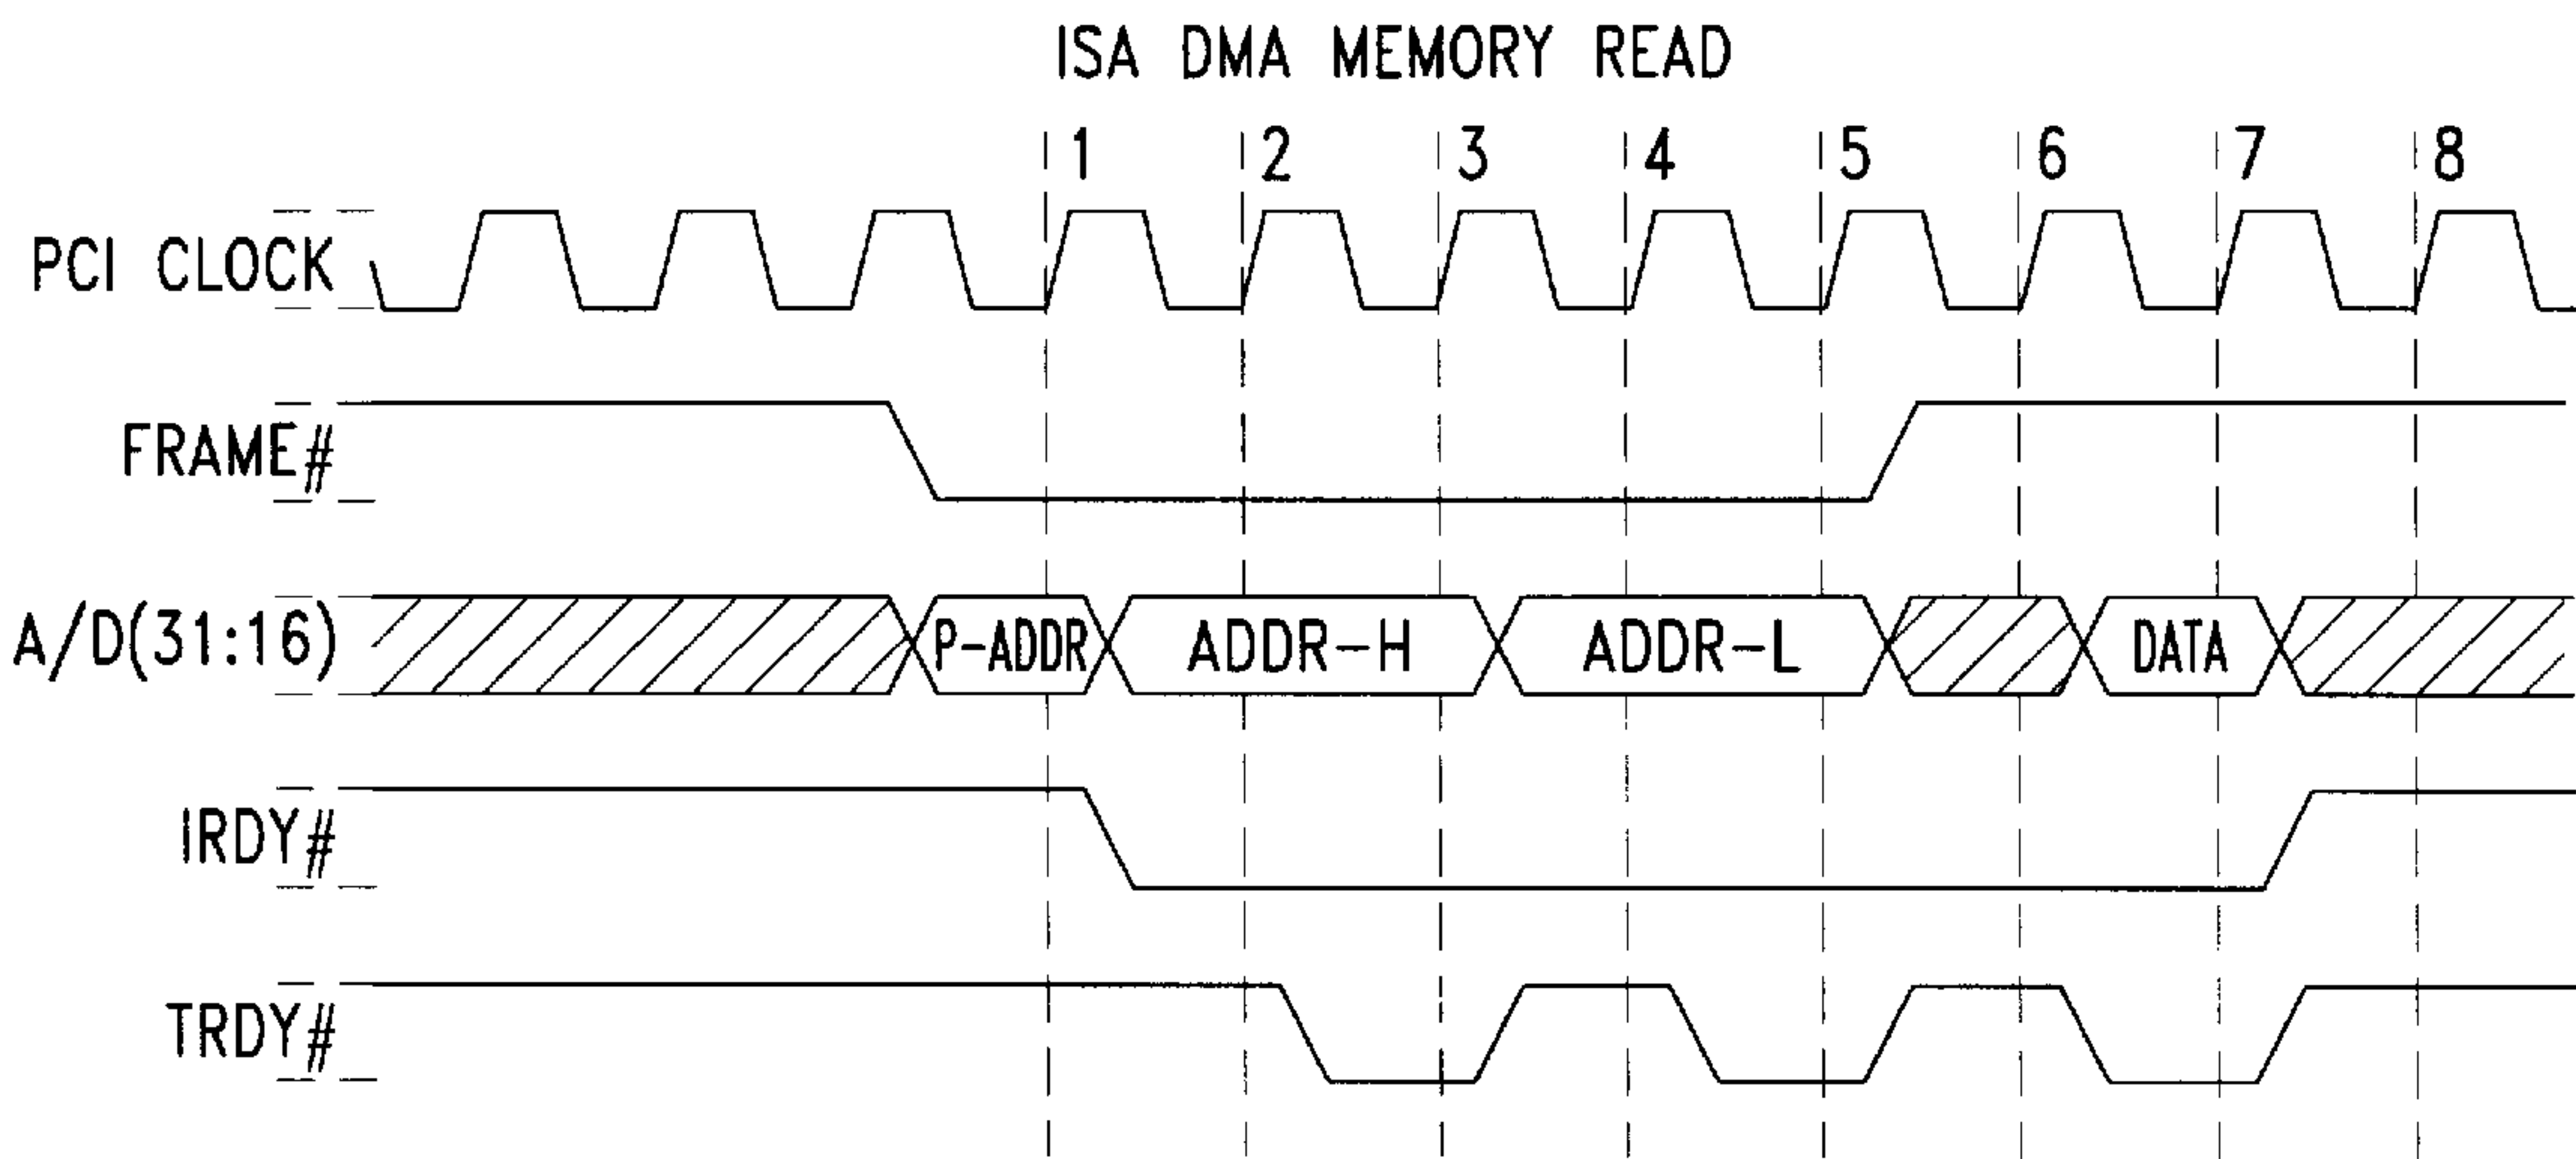 ISA DMA MEMORY READ
1 2 3 4 5 6 7 8
PCI CLOCK
FRAME#
A/D(31:16) P-ADDR ADDR-H ADDR-L DATA
IRDY#
TRDY#